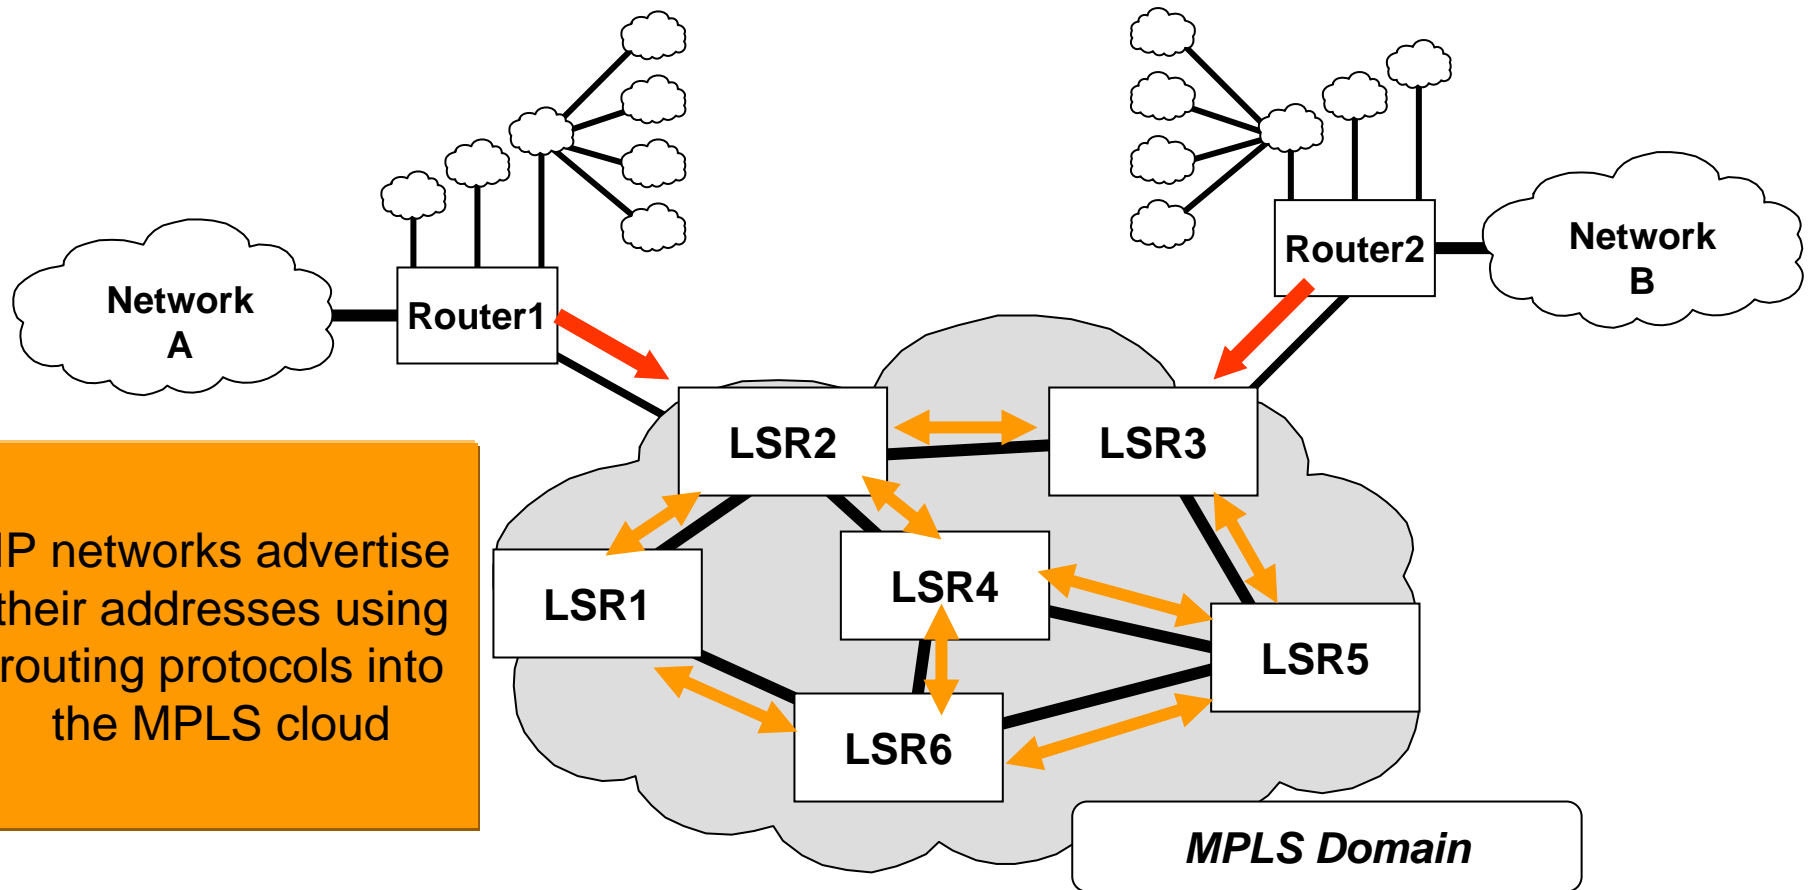 Network
A
Router1
Router2
Network
B
LSR2
LSR3
LSR1
LSR4
LSR5
LSR6
IP networks advertise
their addresses using
routing protocols into
the MPLS cloud
MPLS Domain